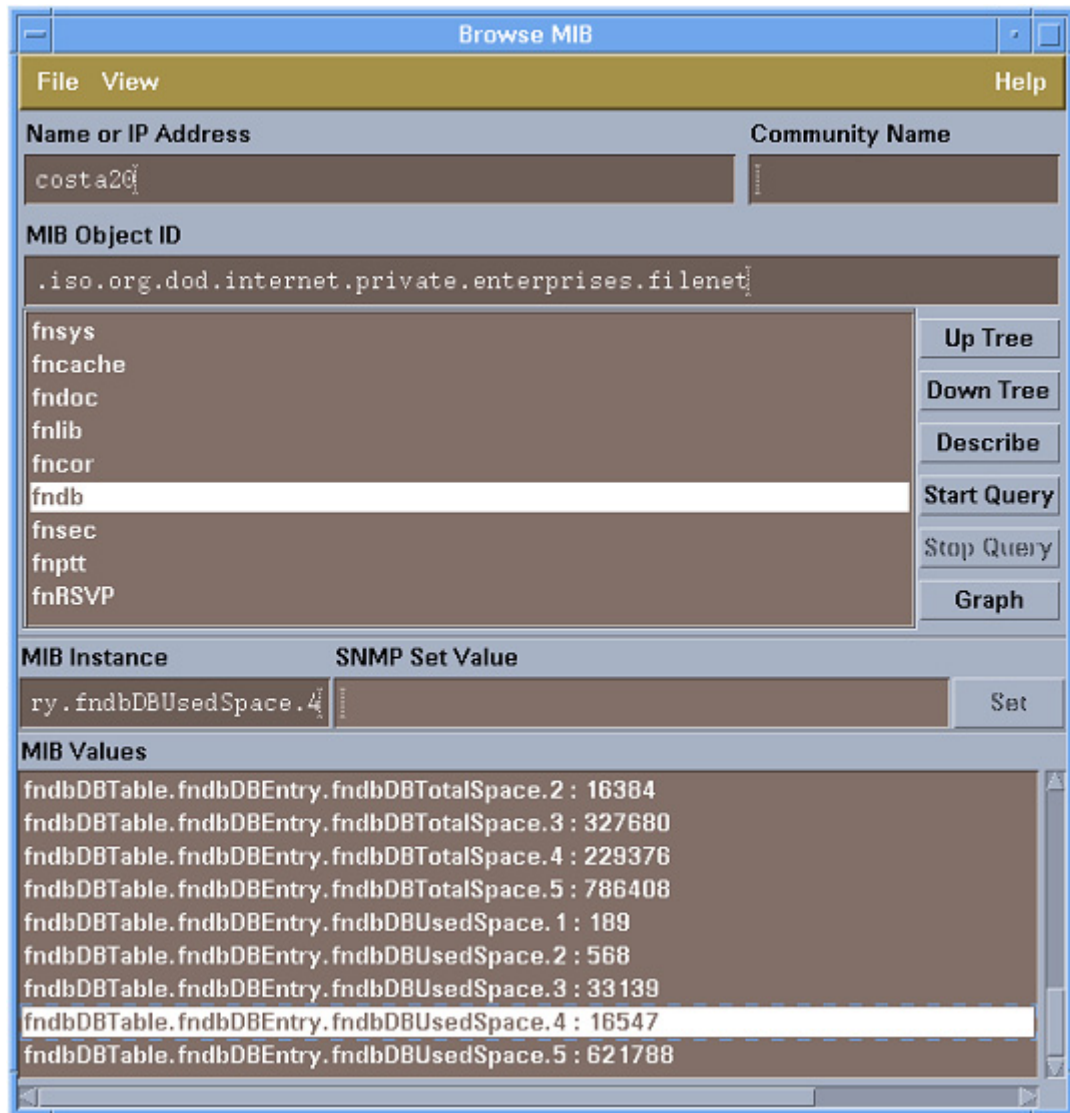 Browse MIB
File View Help
Name or IP Address Community Name
costa20
MIB Object ID
.iso.org.dod.internet.private.enterprises.filenet
fnsys
Up Tree
fncache
fndoc
Down Tree
fnlib
Describe
fncor
fndb
Start Query
fnsec
Stop Query
fnptt
fnRSVP
Graph
MIB Instance SNMP Set Value
ry.fndbDBUsedSpace.4 Set
MIB Values
fndbDBTable.fndbDBEntry.fndbDBTotalSpace.2 : 16384
fndbDBTable.fndbDBEntry.fndbDBTotalSpace.3 : 327680
fndbDBTable.fndbDBEntry.fndbDBTotalSpace.4 : 229376
fndbDBTable.fndbDBEntry.fndbDBTotalSpace.5 : 786408
fndbDBTable.fndbDBEntry.fndbDBUsedSpace.1 : 189
fndbDBTable.fndbDBEntry.fndbDBUsedSpace.2 : 568
fndbDBTable.fndbDBEntry.fndbDBUsedSpace.3 : 33139
fndbDBTable.fndbDBEntry.fndbDBUsedSpace.4 : 16547
fndbDBTable.fndbDBEntry.fndbDBUsedSpace.5 : 621788